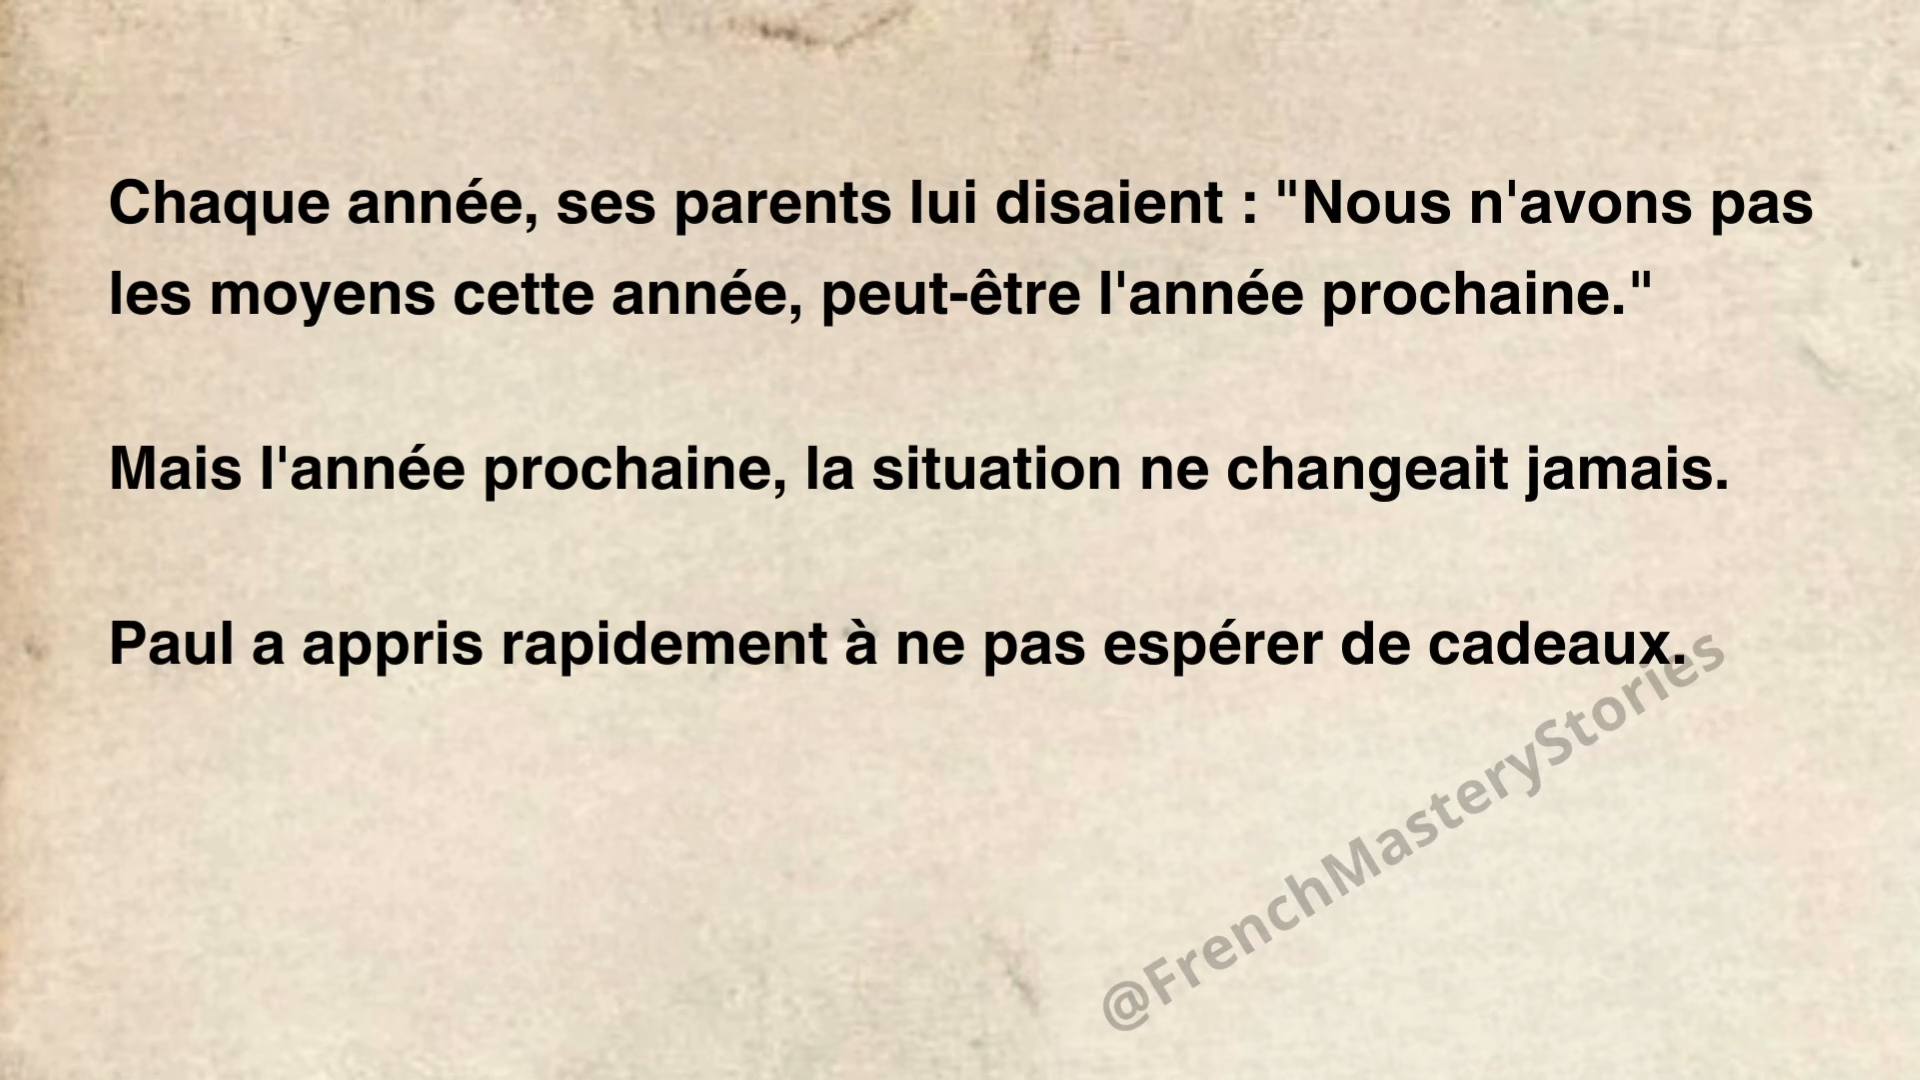 Chaque année, ses parents lui disaient : "Nous n'avons pas
les moyens cette année, peut-être l'année prochaine."
Mais l'année prochaine, la situation ne changeait jamais.
Paul a appris rapidement à ne pas espérer de cadeaux.
@FrenchMasteryStories